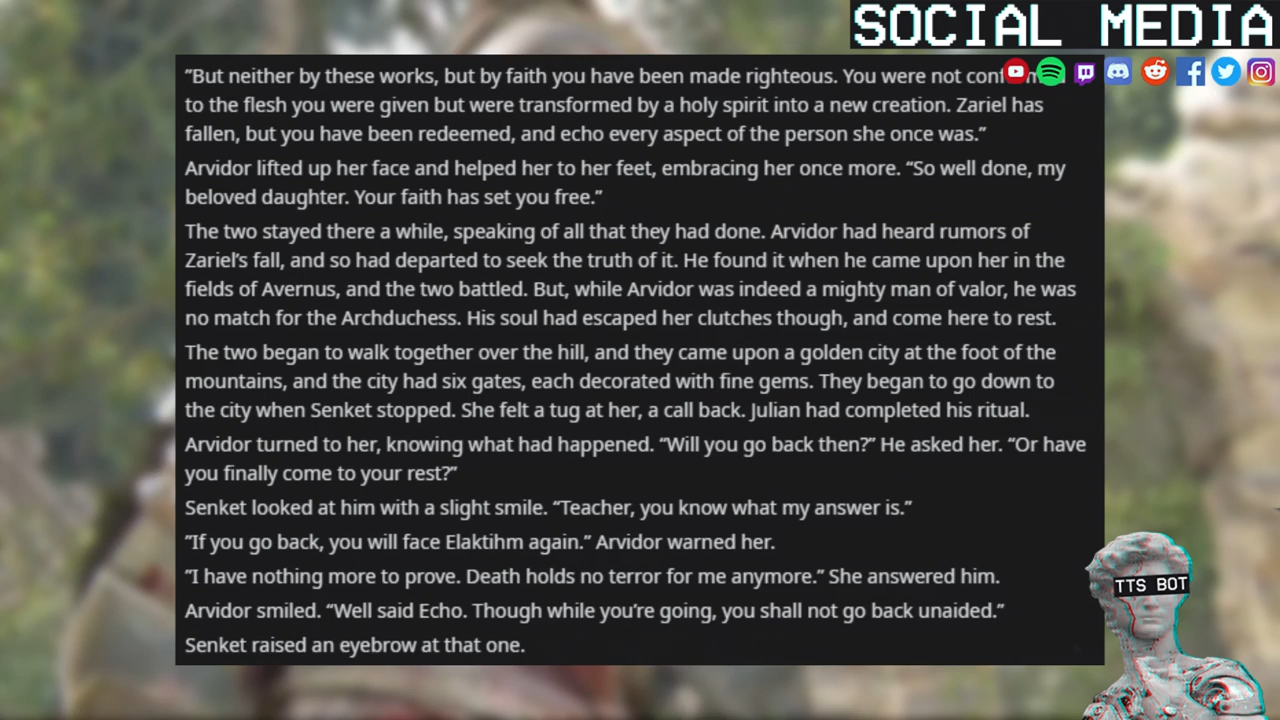 SOCIAL MEDIA
"But neither by these works, but by faith you have been made righteous. You were not
to the flesh you were given but were transformed by a holy spirit into a new creation. Zariel has
fallen, but you have been redeemed, and echo every aspect of the person she once was."
Arvidor lifted up her face and helped her to her feet, embracing her once more. “So well done, my
beloved daughter. Your faith has set you free.”
The two stayed there a while, speaking of all that they had done. Arvidor had heard rumors of
Zariel’s fall, and so had departed to seek the truth of it. He found it when he came upon her in the
fields of Avernus, and the two battled. But, while Arvidor was indeed a mighty man of valor, he was
no match for the Archduchess. His soul had escaped her clutches though, and come here to rest.
The two began to walk together over the hill, and they came upon a golden city at the foot of the
mountains, and the city had six gates, each decorated with fine gems. They began to go down to
the city when Senket stopped. She felt a tug at her, a call back. Julian had completed his ritual.
Arvidor turned to her, knowing what had happened. “Will you go back then?” He asked her. “Or have
you finally come to your rest?”
Senket looked at him with a slight smile. “Teacher, you know what my answer is.”
"If you go back, you will face Elaktihm again.” Arvidor warned her.
"I have nothing more to prove. Death holds no terror for me anymore.” She answered him.
Arvidor smiled. “Well said Echo. Though while you’re going, you shall not go back unaided.”
Senket raised an eyebrow at that one.
TTS BOT